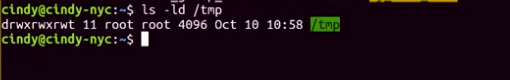 cindy@cindy-nyc:~$ ls -ld /tmp
drwxrwxrwt 11 root root 4096 Oct 10 10:58 /tmp
cindy@cindy-nyc:~$